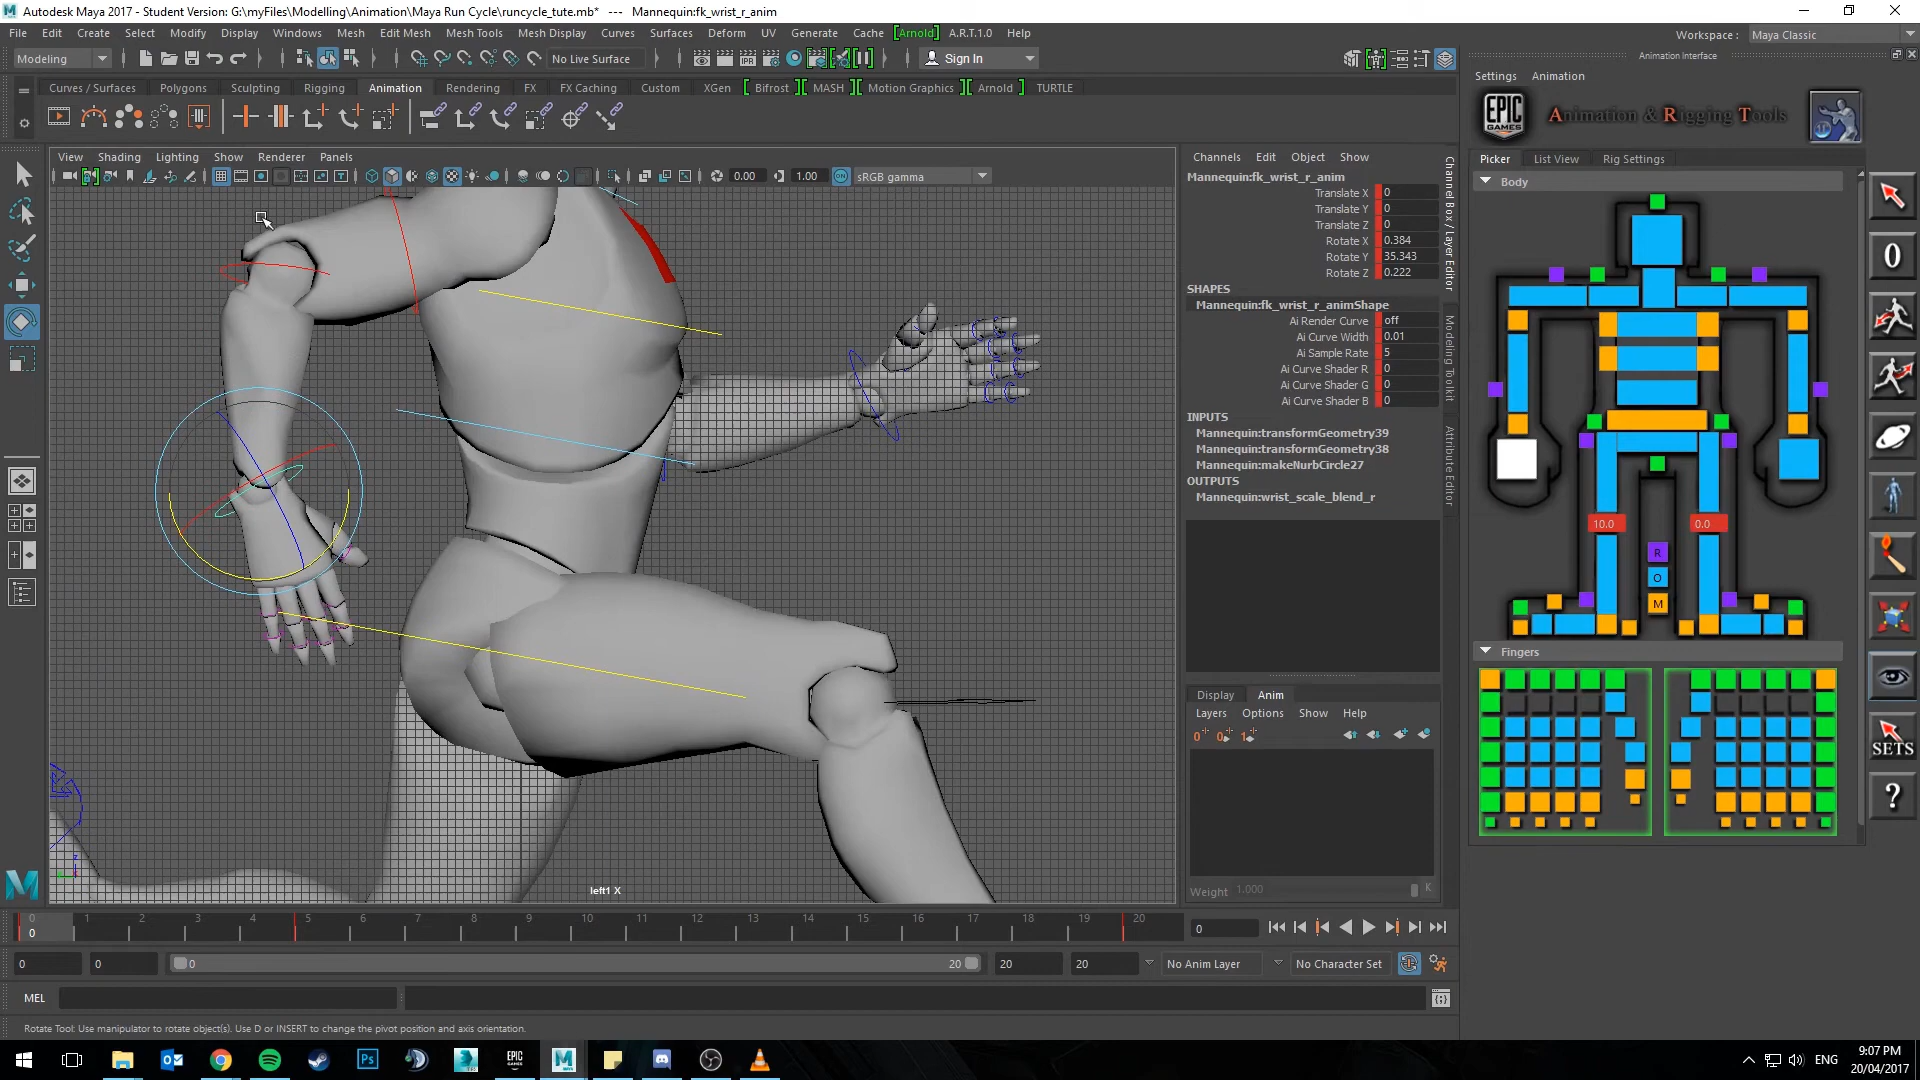 Autodesk Maya 2017 - Student Version: G:\myFiles\Modelling\Animation\Maya Run Cycle\runcycle_tute.mb*   ---   Mannequin:fk_wrist_r_anim
File Edit Create Select Modify Display Windows Mesh Edit Mesh Mesh Tools Mesh Display Curves Surfaces Deform UV Generate Cache [Arnold] A.R.T.1.0 Help
Workspace : Maya Classic
Animation Interface
Modeling No Live Surface IPR Sign In
Settings Animation
Curves / Surfaces Polygons Sculpting Rigging Animation Rendering FX FX Caching Custom XGen [ Bifrost ] [ MASH ] [ Motion Graphics ] [ Arnold ] TURTLE
EPIC GAMES Animation & Rigging Tools
View Shading Lighting Show Renderer Panels
0.00 1.00 ON sRGB gamma
Channels Edit Object Show
Mannequin:fk_wrist_r_anim
Translate X 0
Translate Y 0
Translate Z 0
Rotate X 0.384
Rotate Y 35.343
Rotate Z 0.222
SHAPES
Mannequin:fk_wrist_r_animShape
Ai Render Curve off
Ai Curve Width 0.01
Ai Sample Rate 5
Ai Curve Shader R 0
Ai Curve Shader G 0
Ai Curve Shader B 0
INPUTS
Mannequin:transformGeometry39
Mannequin:transformGeometry38
Mannequin:makeNurbCircle27
OUTPUTS
Mannequin:wrist_scale_blend_r
Channel Box / Layer Editor
Modeling Toolkit
Attribute Editor
Display Anim
Layers Options Show Help
Weight 1.000 K
Picker List View Rig Settings
Body
10.0 0.0
R
O
M
Fingers
0
SETS
?
left1 X
0 1 2 3 4 5 6 7 8 9 10 11 12 13 14 15 16 17 18 19 20
0
0
0 0 0 20 20 20 No Anim Layer No Character Set
MEL
Rotate Tool: Use manipulator to rotate object(s). Use D or INSERT to change the pivot position and axis orientation.
ENG
9:07 PM
20/04/2017